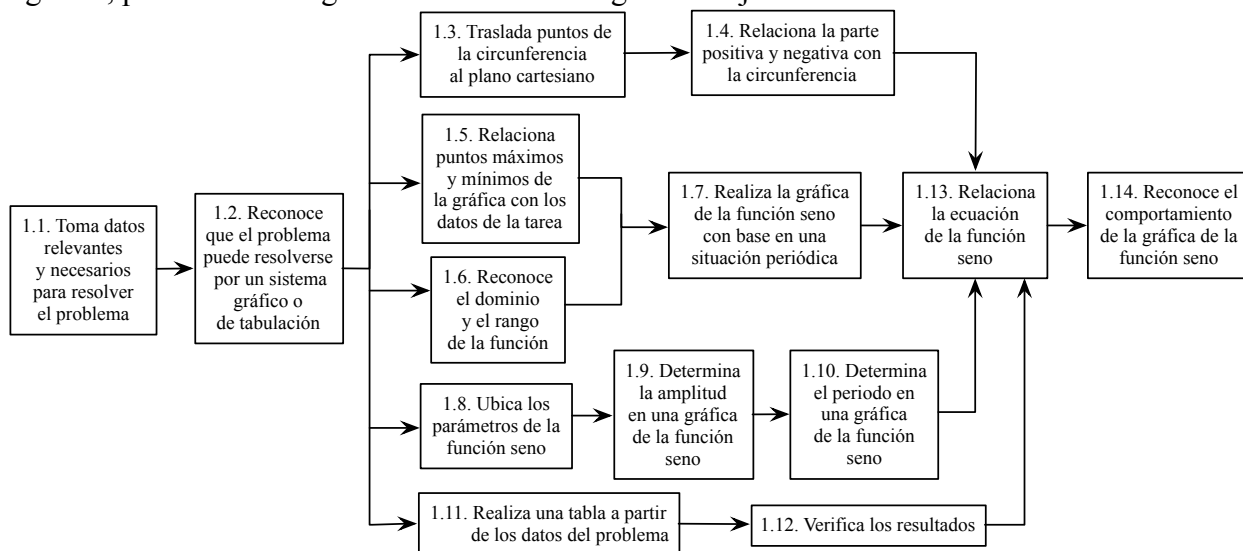 1.3. Traslada puntos de
la circunferencia
al plano cartesiano
1.4. Relaciona la parte
positiva y negativa con
la circunferencia
1.5. Relaciona
puntos máximos
y mínimos de
la gráfica con los
datos de la tarea
1.1. Toma datos
relevantes
y necesarios
para resolver
el problema
1.2. Reconoce
que el problema
puede resolverse
por un sistema
gráfico o
de tabulación
1.6. Reconoce
el dominio
y el rango
de la función
1.7. Realiza la gráfica
de la función seno
con base en una
situación periódica
1.13. Relaciona
la ecuación
de la función
seno
1.14. Reconoce el
comportamiento
de la gráfica de la
función seno
1.8. Ubica los
parámetros de la
función seno
1.9. Determina
la amplitud
en una gráfica
de la función
seno
1.10. Determina
el periodo en
una gráfica
de la función
seno
1.11. Realiza una tabla a partir
de los datos del problema
1.12. Verifica los resultados